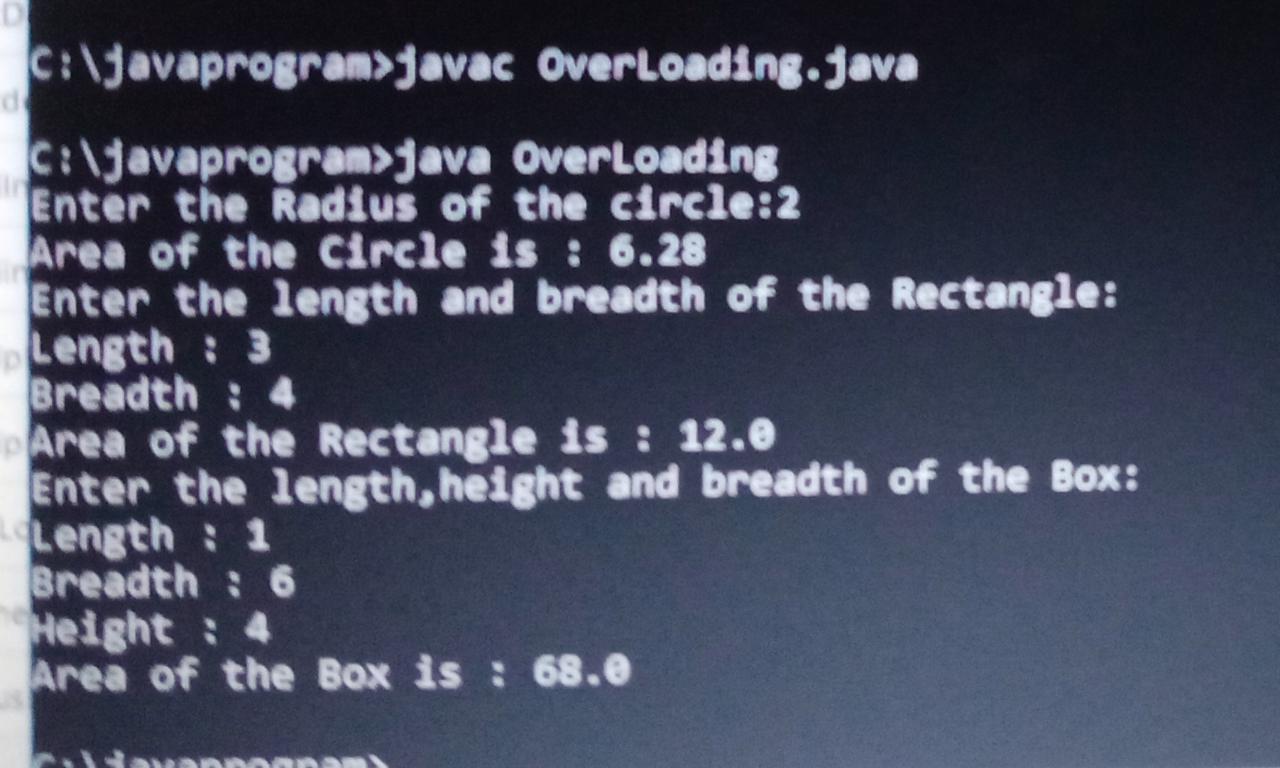 C:\javaprogram>javac OverLoading.java
C:\javaprogram>java OverLoading
Enter the Radius of the circle:2
Area of the Circle is : 6.28
Enter the length and breadth of the Rectangle:
Length : 3
Breadth : 4
Area of the Rectangle is : 12.0
Enter the length,height and breadth of the Box:
Length : 1
Breadth : 6
Height : 4
Area of the Box is : 68.0
C:\javaprogram>